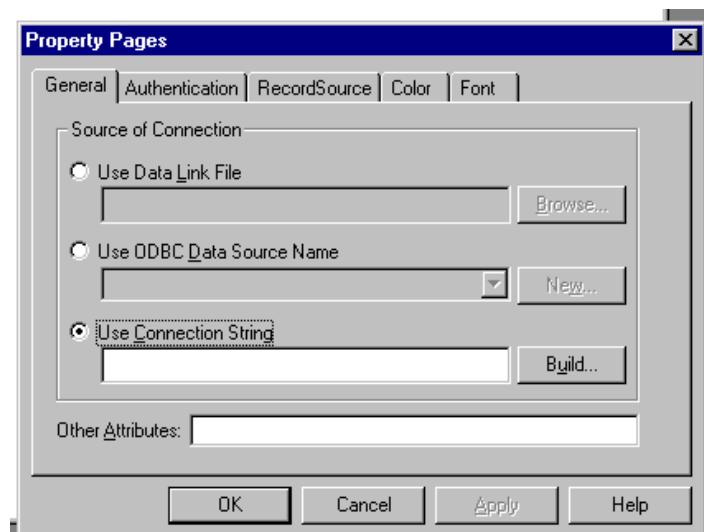 Property Pages
General Authentication RecordSource Color Font
Source of Connection
Use Data Link File
Browse...
Use ODBC Data Source Name
New...
Use Connection String
Build...
Other Attributes:
OK Cancel Apply Help